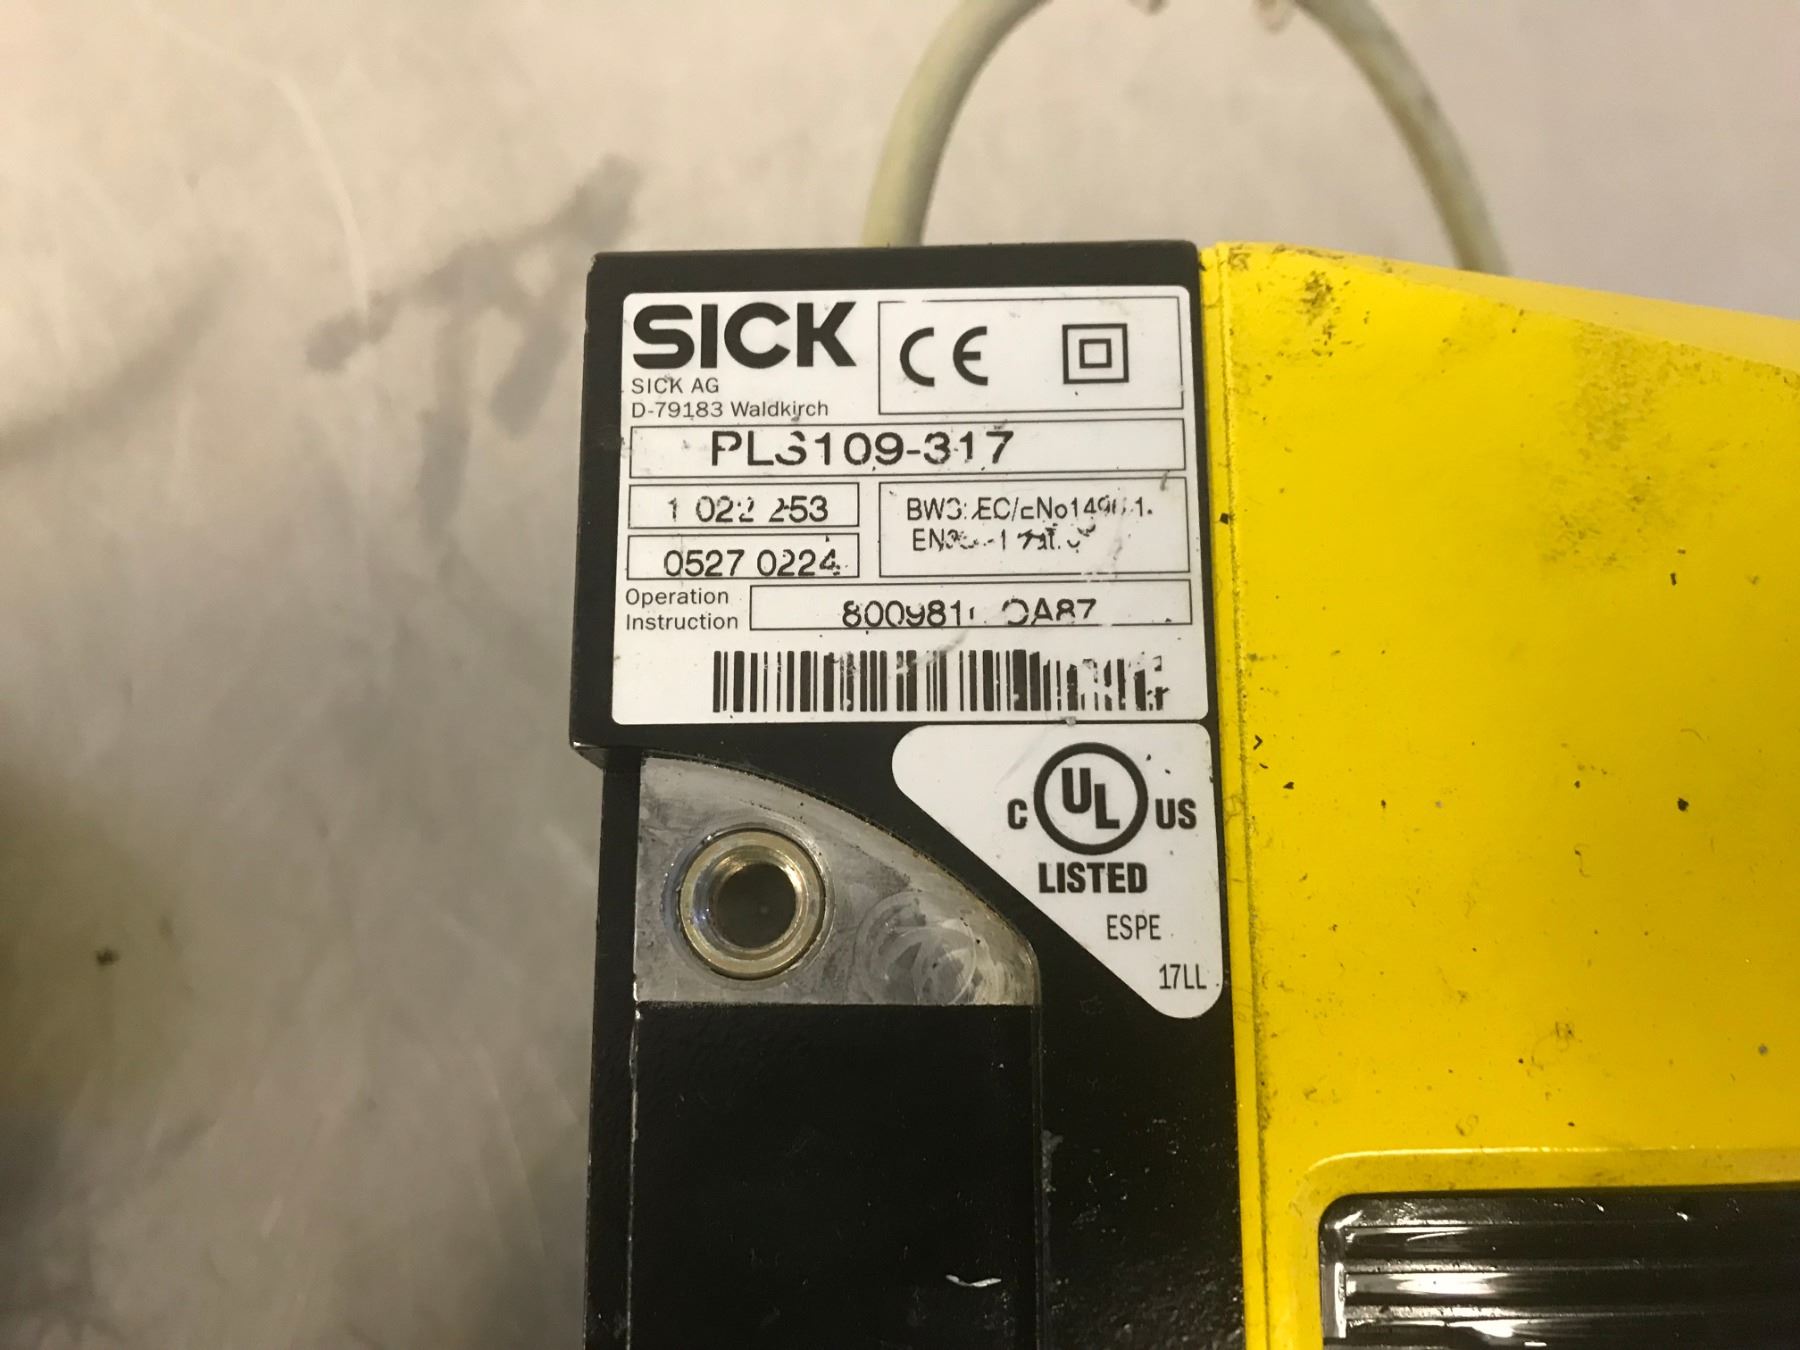 SICK
CE
SICK AG
D-79183 Waldkirch
PLS109-317
1 022 253
0527 0224
Operation
Instruction
C UL US
LISTED
ESPE
17LL